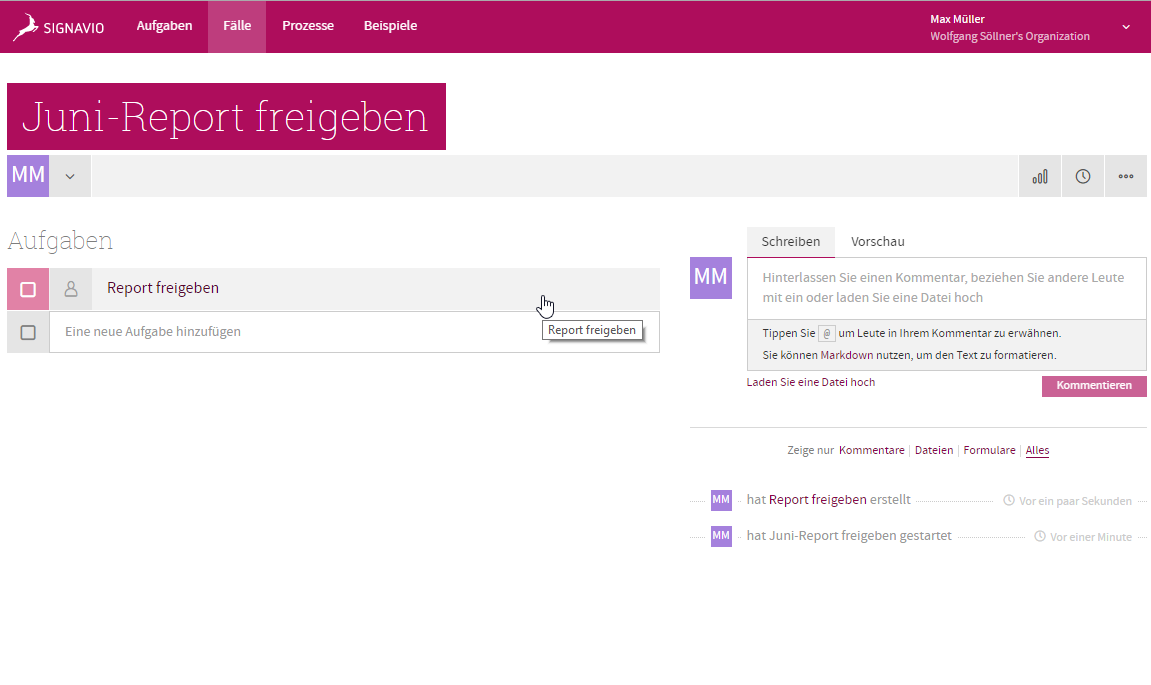 SIGNAVIO Aufgaben Fälle Prozesse Beispiele
Max Müller
Wolfgang Söllner's Organization
Juni-Report freigeben
MM
Aufgaben
Report freigeben
Eine neue Aufgabe hinzufügen
Report freigeben
Schreiben Vorschau
MM
Hinterlassen Sie einen Kommentar, beziehen Sie andere Leute
mit ein oder laden Sie eine Datei hoch
Tippen Sie @ um Leute in Ihrem Kommentar zu erwähnen.
Sie können Markdown nutzen, um den Text zu formatieren.
Laden Sie eine Datei hoch
Kommentieren
Zeige nur Kommentare Dateien Formulare Alles
MM hat Report freigeben erstellt Vor ein paar Sekunden
MM hat Juni-Report freigeben gestartet Vor einer Minute